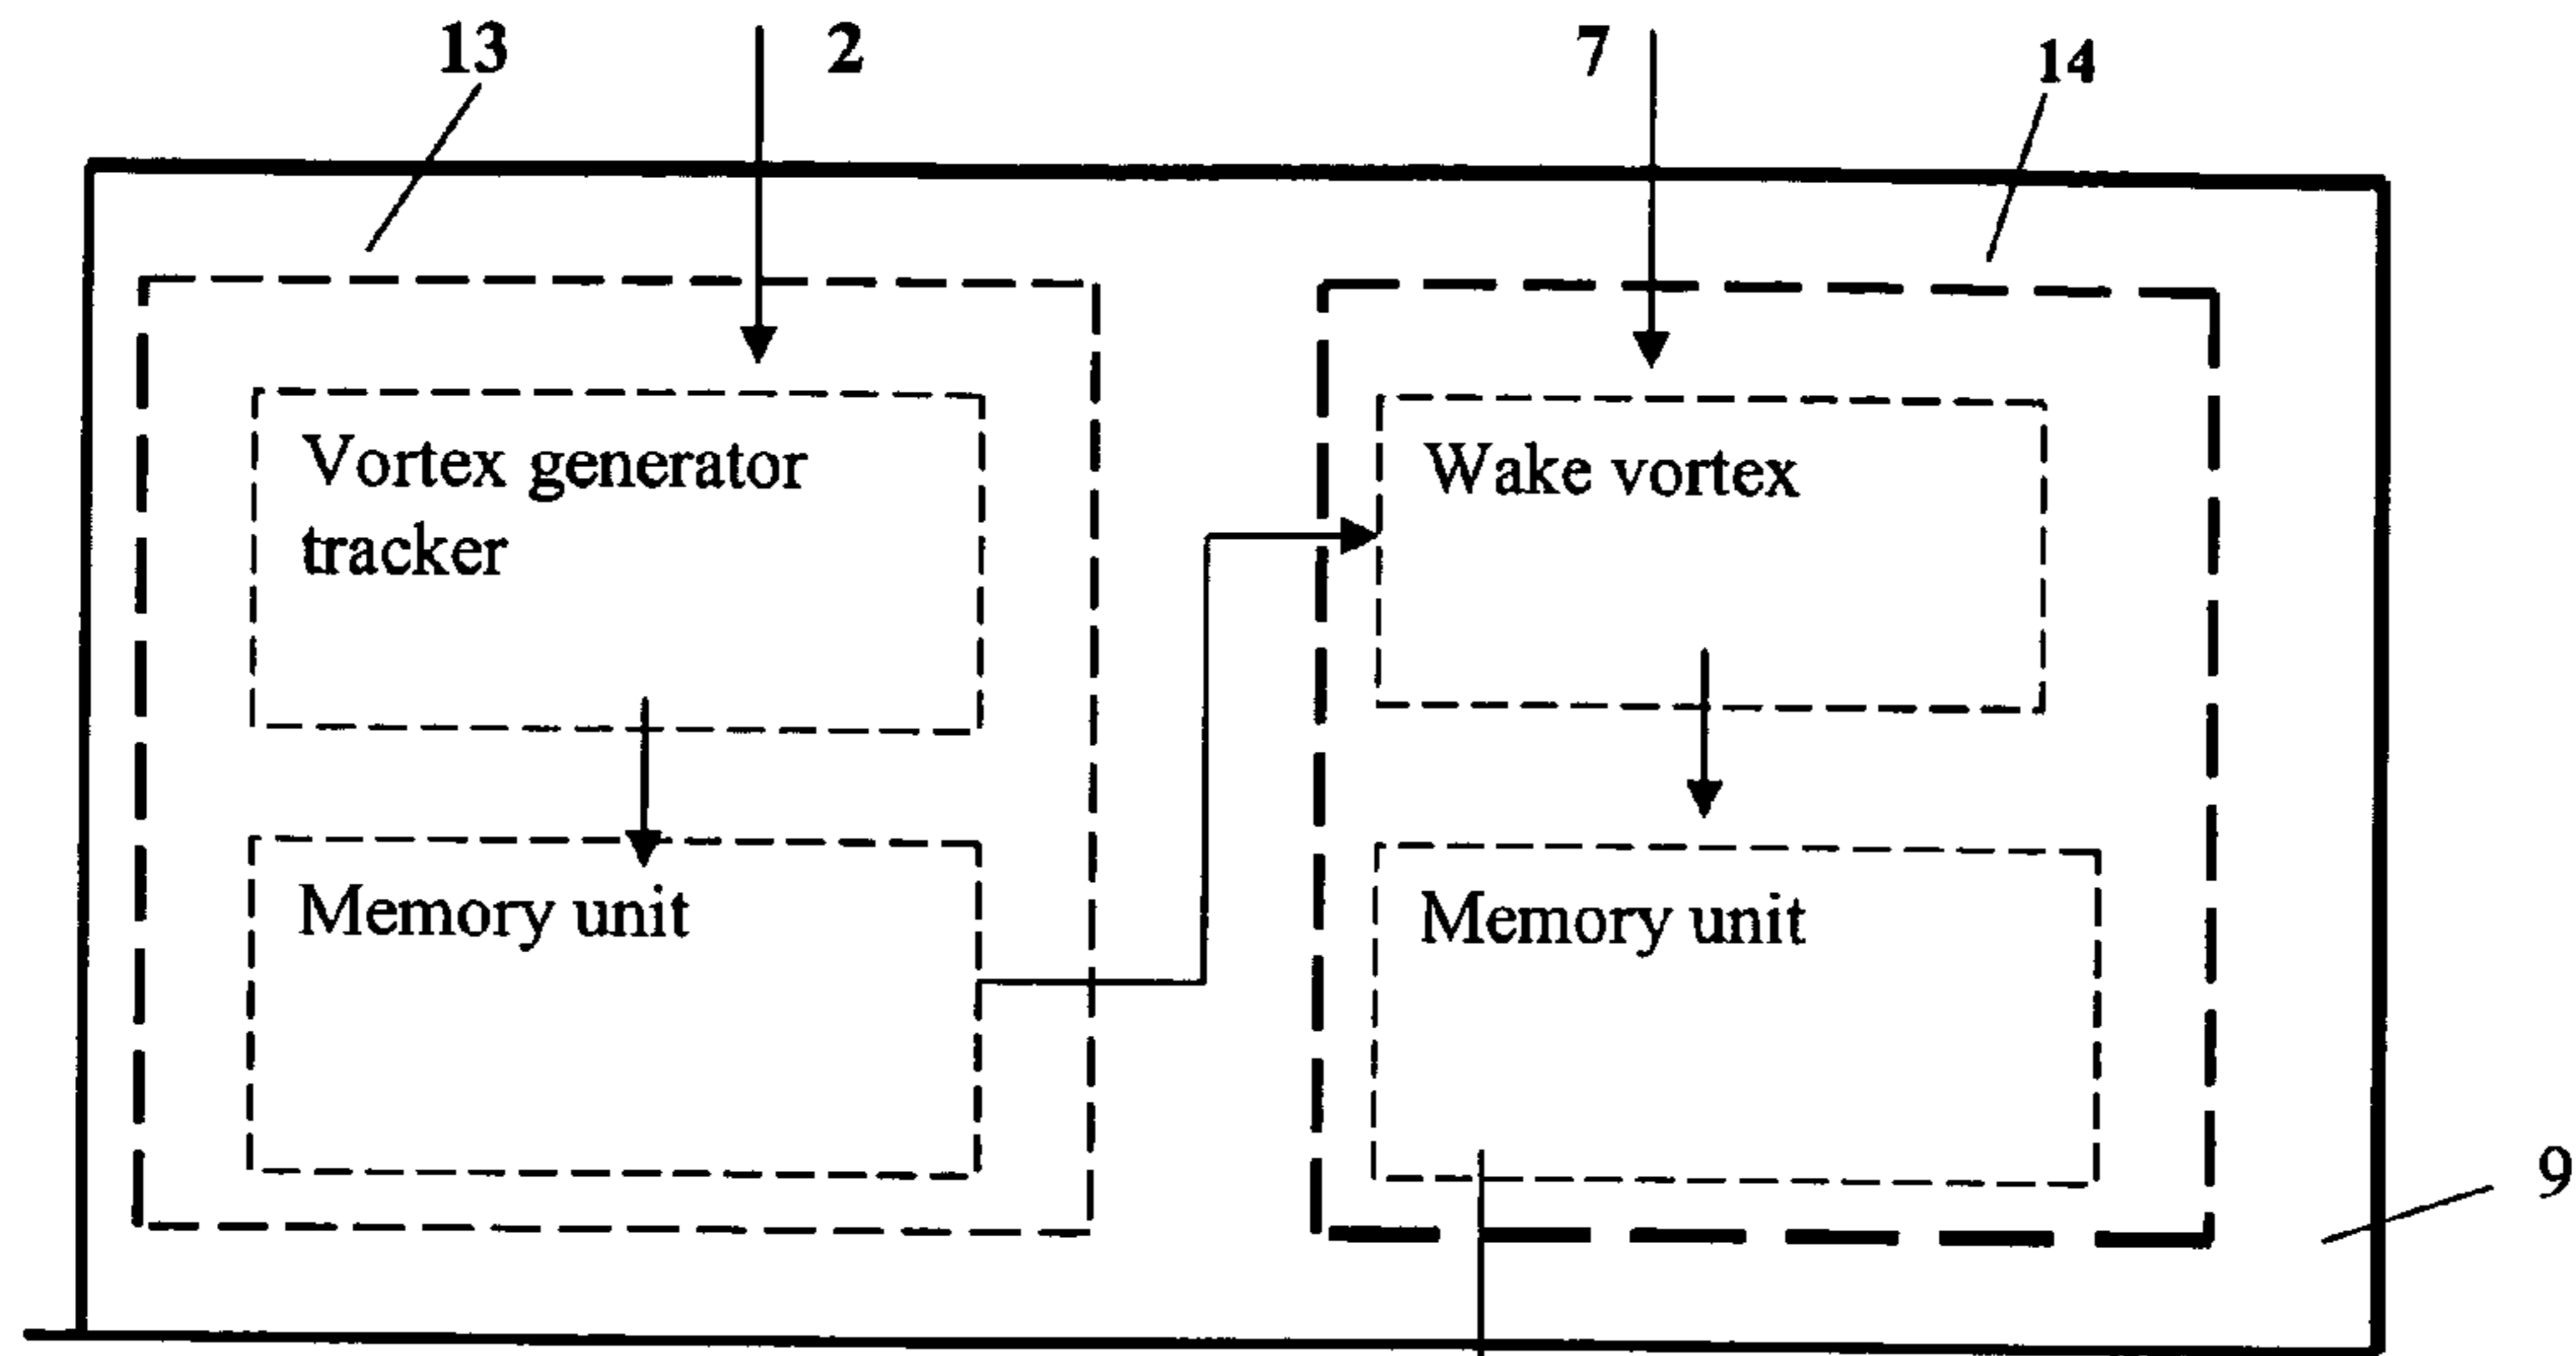 13
2
7
14
Vortex generator
tracker
Wake vortex
Memory unit
Memory unit
9